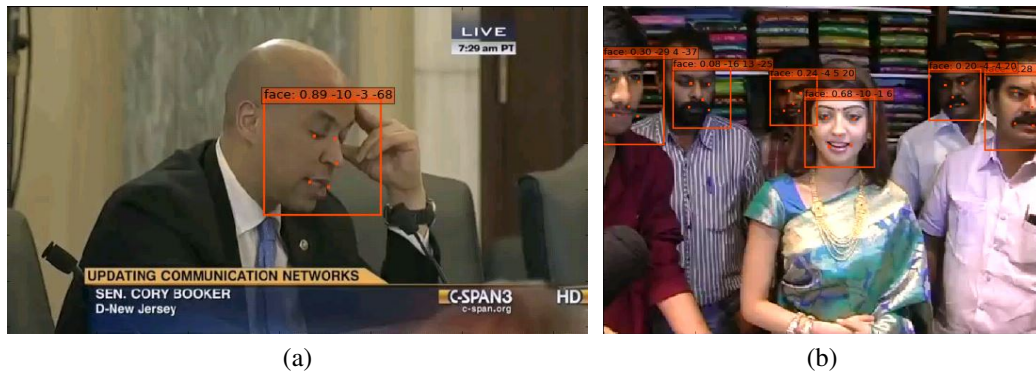 LIVE
7:29 am PT
face: 0.89 -10 -3 -68
UPDATING COMMUNICATION NETWORKS
SEN. CORY BOOKER
D-New Jersey
C-SPAN3
c-span.org
HD
(a)
face: 0.30 -29 4 -37
face: 0.08 -16 13 -25
face: 0.24 -4 5 20
face: 0.20 -4 -4 20
.28
face: 0.68 -10 -1 6
(b)